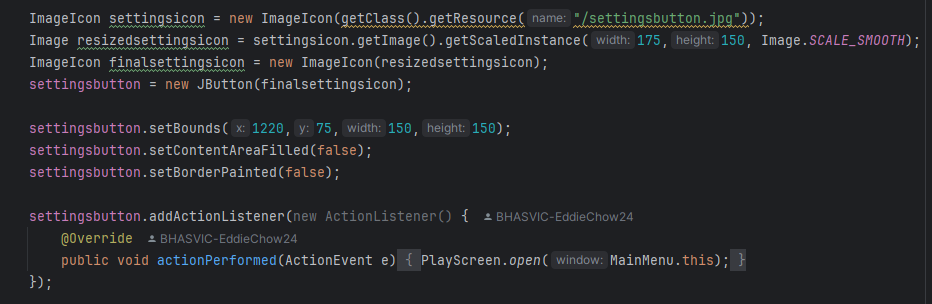 ImageIcon settingsicon = new ImageIcon(getClass().getResource( name: "/settingsbutton.jpg"));
Image resizedsettingsicon = settingsicon.getImage().getScaledInstance( width: 175, height: 150, Image.SCALE_SMOOTH);
ImageIcon finalsettingsicon = new ImageIcon(resizedsettingsicon);
settingsbutton = new JButton(finalsettingsicon);
settingsbutton.setBounds( x: 1220, y: 75, width: 150, height: 150);
settingsbutton.setContentAreaFilled(false);
settingsbutton.setBorderPainted(false);
settingsbutton.addActionListener(new ActionListener() { BHASVIC-EddieChow24
@Override BHASVIC-EddieChow24
public void actionPerformed(ActionEvent e) { PlayScreen.open( window: MainMenu.this); }
});